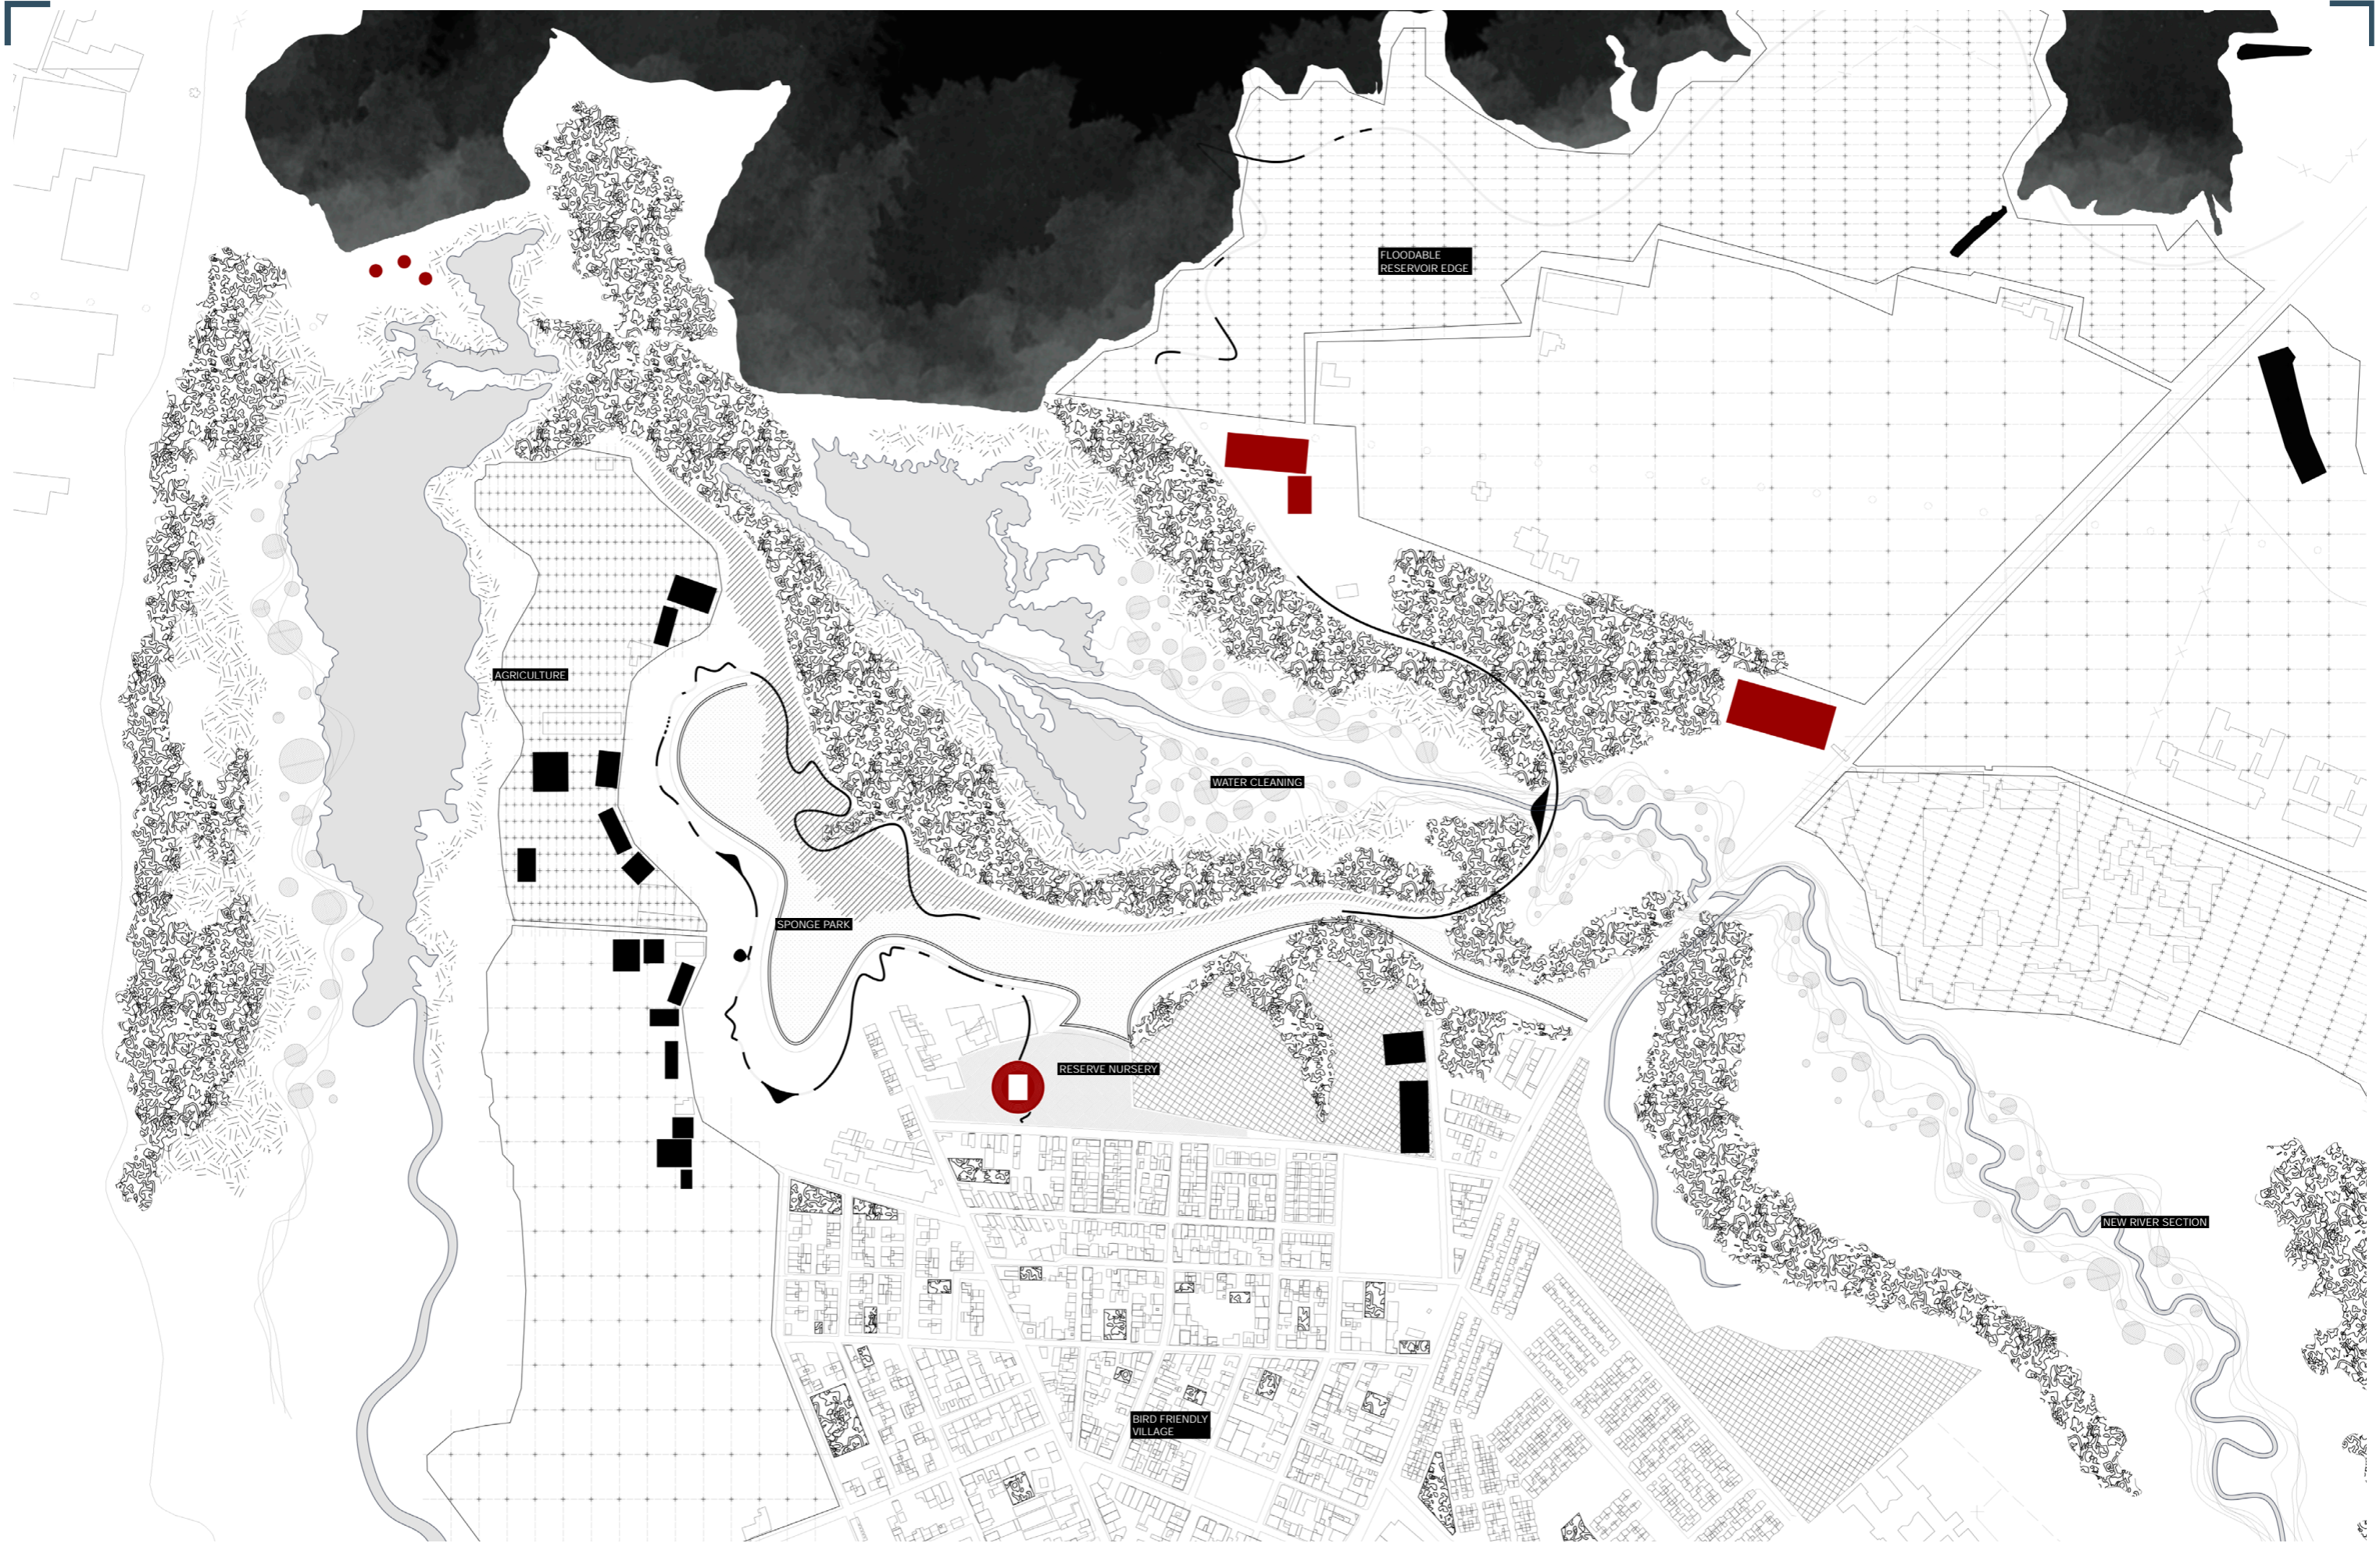 FLOODABLE
RESERVOIR EDGE
AGRICULTURE
WATER CLEANING
SPONGE PARK
RESERVE NURSERY
NEW RIVER SECTION
BIRD FRIENDLY
VILLAGE